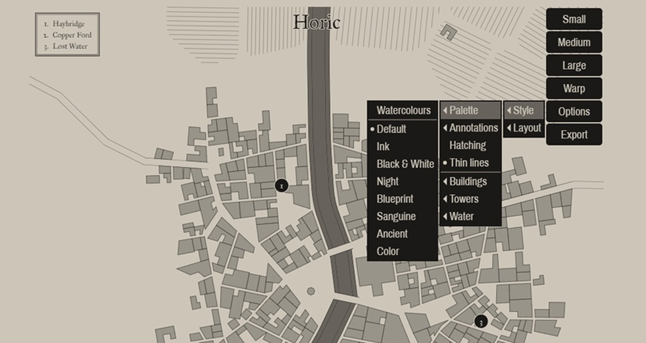 Horic
1. Haybridge
2. Copper Ford
3. Lost Water
Small
Medium
Large
Warp
Options
Export
Style
Layout
Palette
Annotations
Hatching
Thin lines
Buildings
Towers
Water
Watercolours
Default
Ink
Black & White
Night
Blueprint
Sanguine
Ancient
Color
1
3